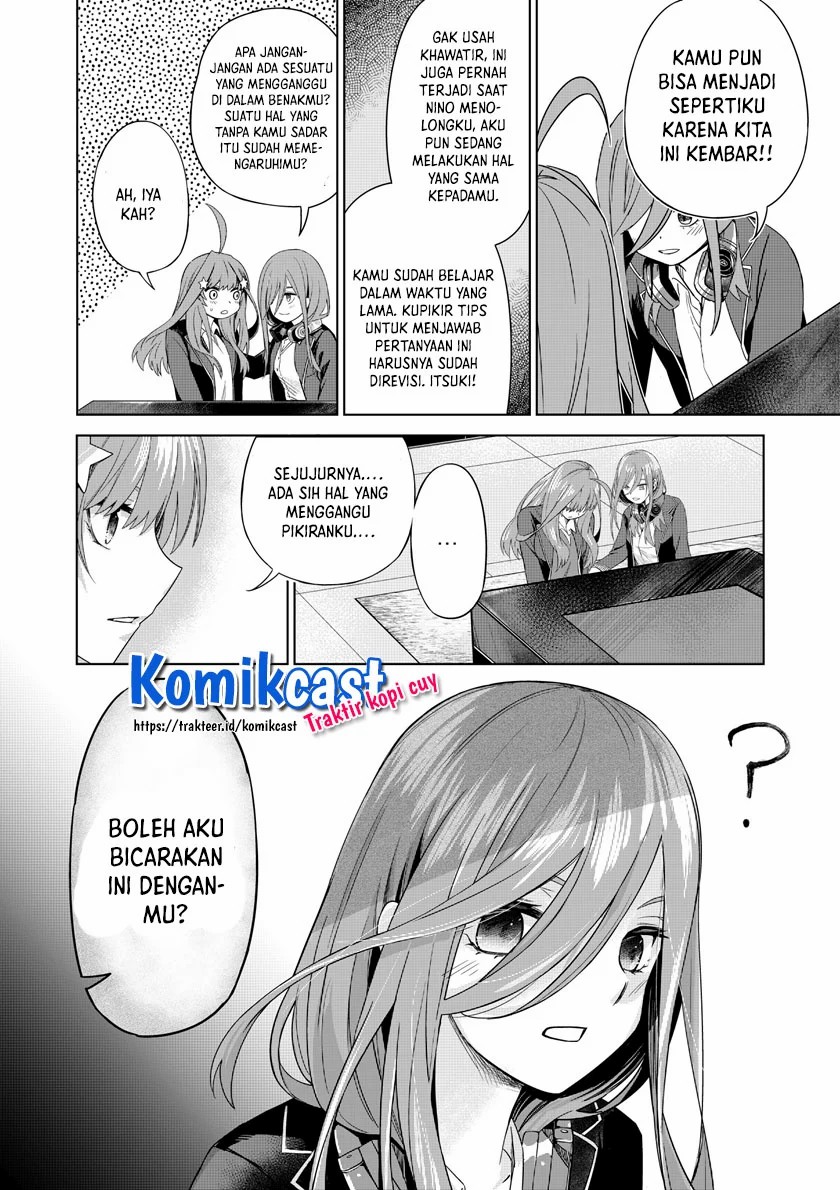 KAMU PUN
BISA MENJADI
SEPERTIKU
KARENA KITA
INI KEMBAR!!
GAK USAH
KHAWATIR, INI
JUGA PERNAH
TERJADI SAAT
NINO MENO-
LONGKU, AKU
PUN SEDANG
MELAKUKAN HAL
YANG SAMA
KEPADAMU.
KAMU SUDAH BELAJAR
DALAM WAKTU YANG
LAMA. KUPIKIR TIPS
UNTUK MENJAWAB
PERTANYAAN INI
HARUSNYA SUDAH
DIREVISI. ITSUKI!
APA JANGAN-
JANGAN ADA SESUATU
YANG MENGGANGGU
DI DALAM BENAKMU?
SUATU HAL YANG
TANPA KAMU SADAR
ITU SUDAH MEME-
NGARUHIMU?
AH, IYA
KAH?
...
SEJUJURNYA....
ADA SIH HAL YANG
MENGGANGU
PIKIRANKU....
Komikcast
https://trakteer.id/komikcast
Traktir kopi cuy
?
BOLEH AKU
BICARAKAN
INI DENGAN-
MU?